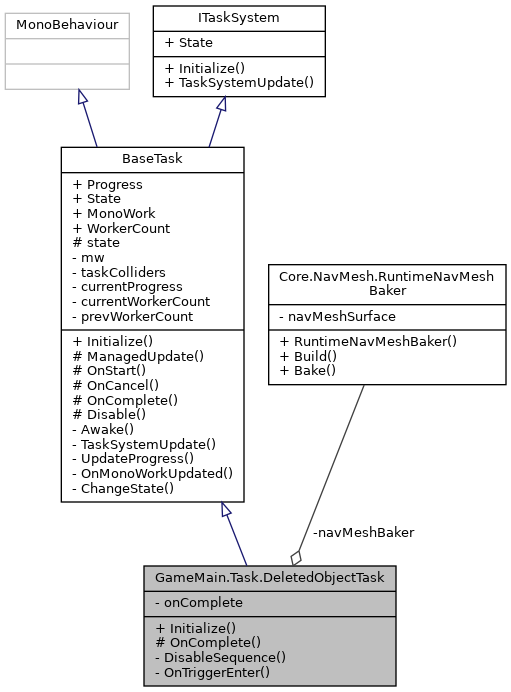 MonoBehaviour
ITaskSystem
+ State
+ Initialize()
+ TaskSystemUpdate()
BaseTask
+ Progress
+ State
+ MonoWork
+ WorkerCount
# state
- mw
- taskColliders
- currentProgress
- currentWorkerCount
- prevWorkerCount
+ Initialize()
# ManagedUpdate()
# OnStart()
# OnCancel()
# OnComplete()
# Disable()
- Awake()
- TaskSystemUpdate()
- UpdateProgress()
- OnMonoWorkUpdated()
- ChangeState()
Core.NavMesh.RuntimeNavMesh
Baker
- navMeshSurface
+ RuntimeNavMeshBaker()
+ Build()
+ Bake()
-navMeshBaker
GameMain.Task.DeletedObjectTask
- onComplete
+ Initialize()
# OnComplete()
- DisableSequence()
- OnTriggerEnter()